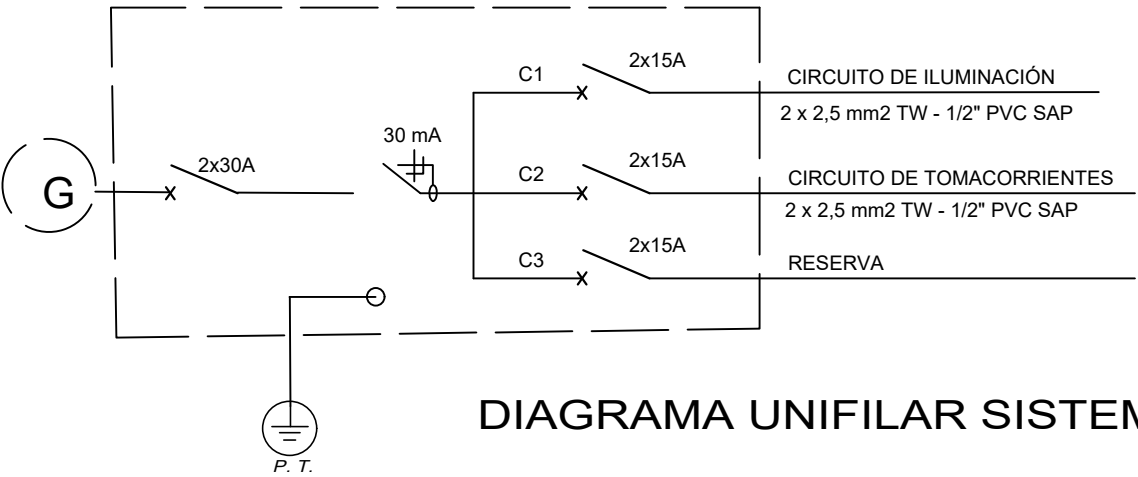 C1
2x15A
CIRCUITO DE ILUMINACIÓN
2 x 2,5 mm2 TW - 1/2" PVC SAP
G
2x30A
30 mA
C2
2x15A
CIRCUITO DE TOMACORRIENTES
2 x 2,5 mm2 TW - 1/2" PVC SAP
C3
2x15A
RESERVA
P. T.
DIAGRAMA UNIFILAR SISTEM